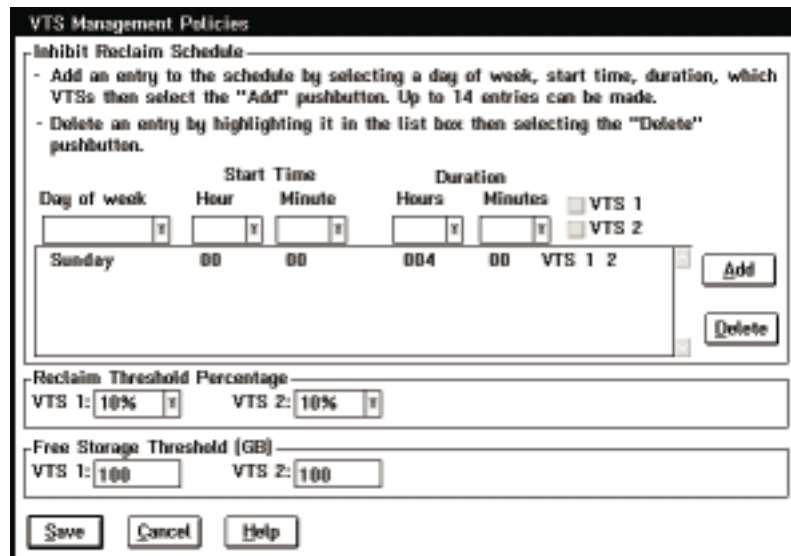 VTS Management Policies
Inhibit Reclaim Schedule
- Add an entry to the schedule by selecting a day of week, start time, duration, which
VTSs then select the "Add" pushbutton. Up to 14 entries can be made.
- Delete an entry by highlighting it in the list box then selecting the "Delete"
pushbutton.
Start Time Duration
Day of week Hour Minute Hours Minutes VTS 1
VTS 2
Sunday 00 00 004 00 VTS 1 2
Add
Delete
Reclaim Threshold Percentage
VTS 1: 10% VTS 2: 10%
Free Storage Threshold (GB)
VTS 1: 100 VTS 2: 100
Save Cancel Help